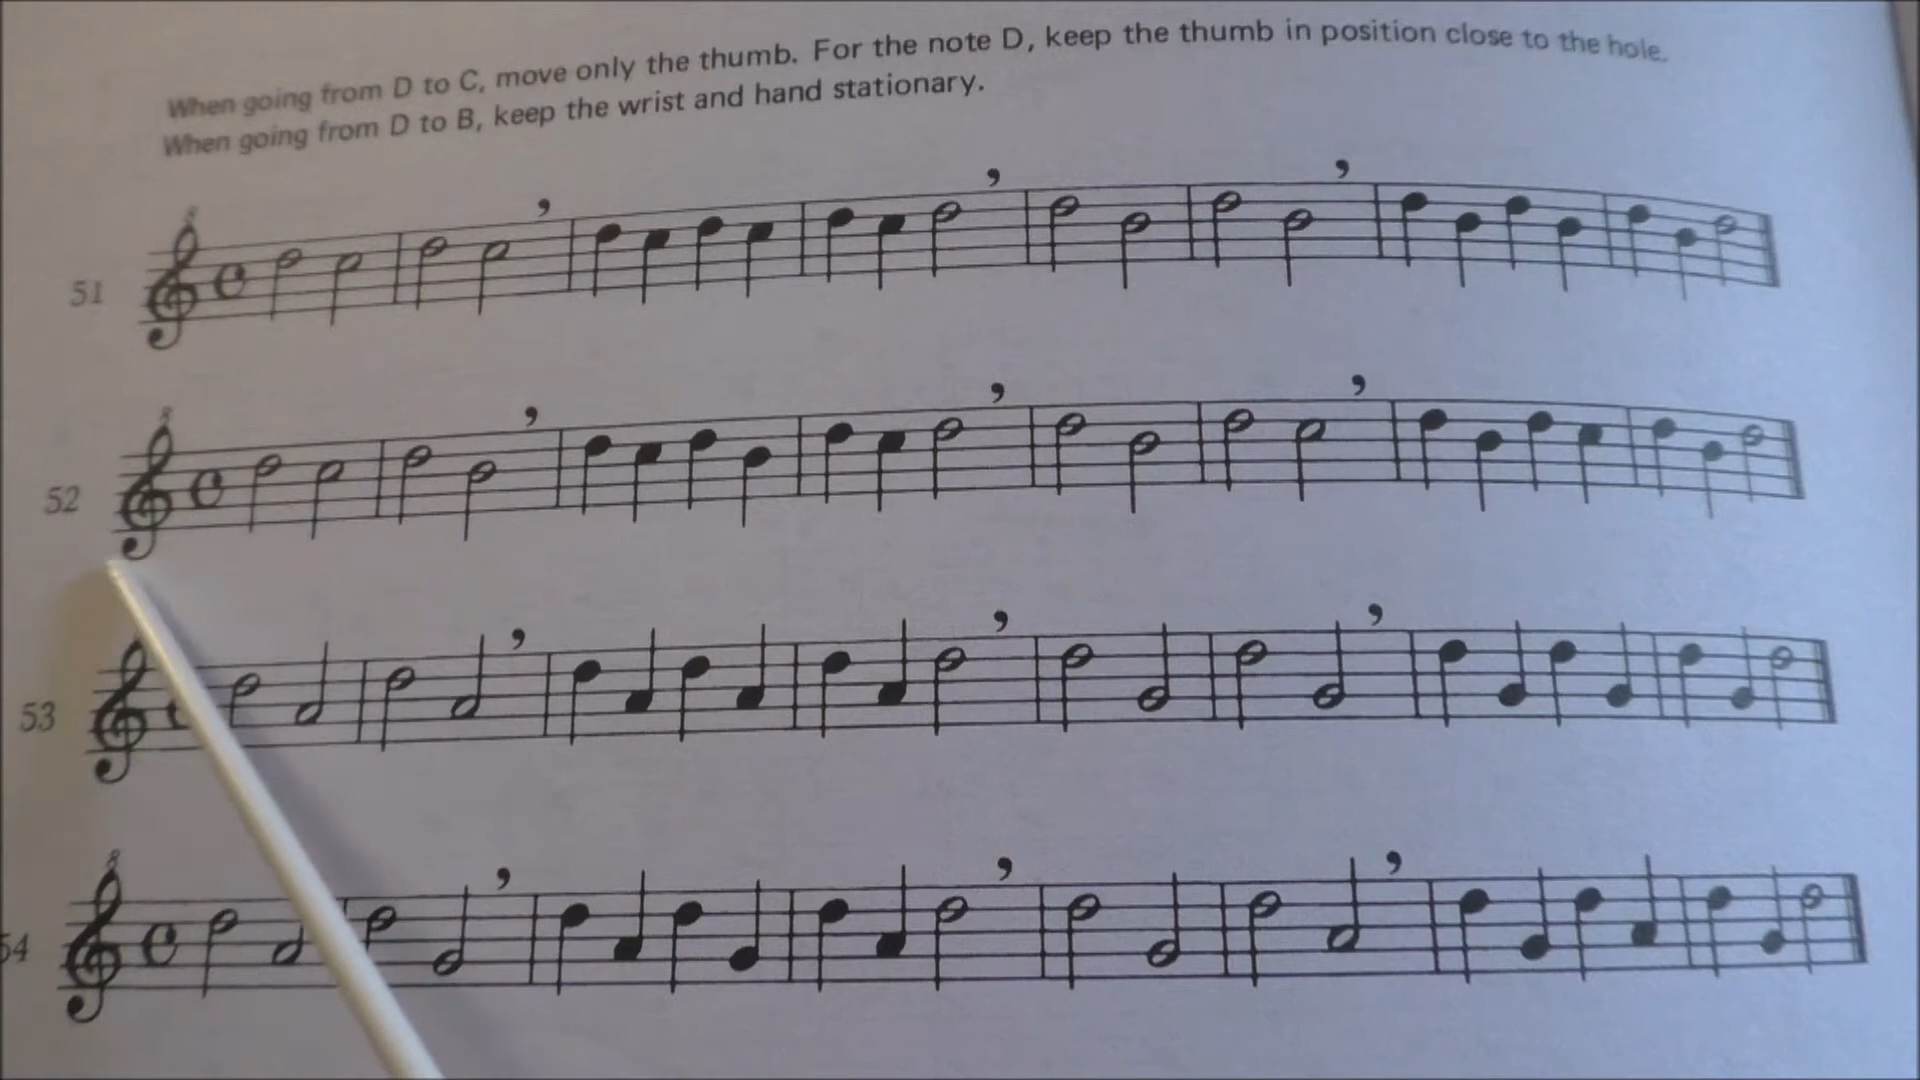 When going from D to C, move only the thumb. For the note D, keep the thumb in position close to the hole.
When going from D to B, keep the wrist and hand stationary.
51
52
53
54